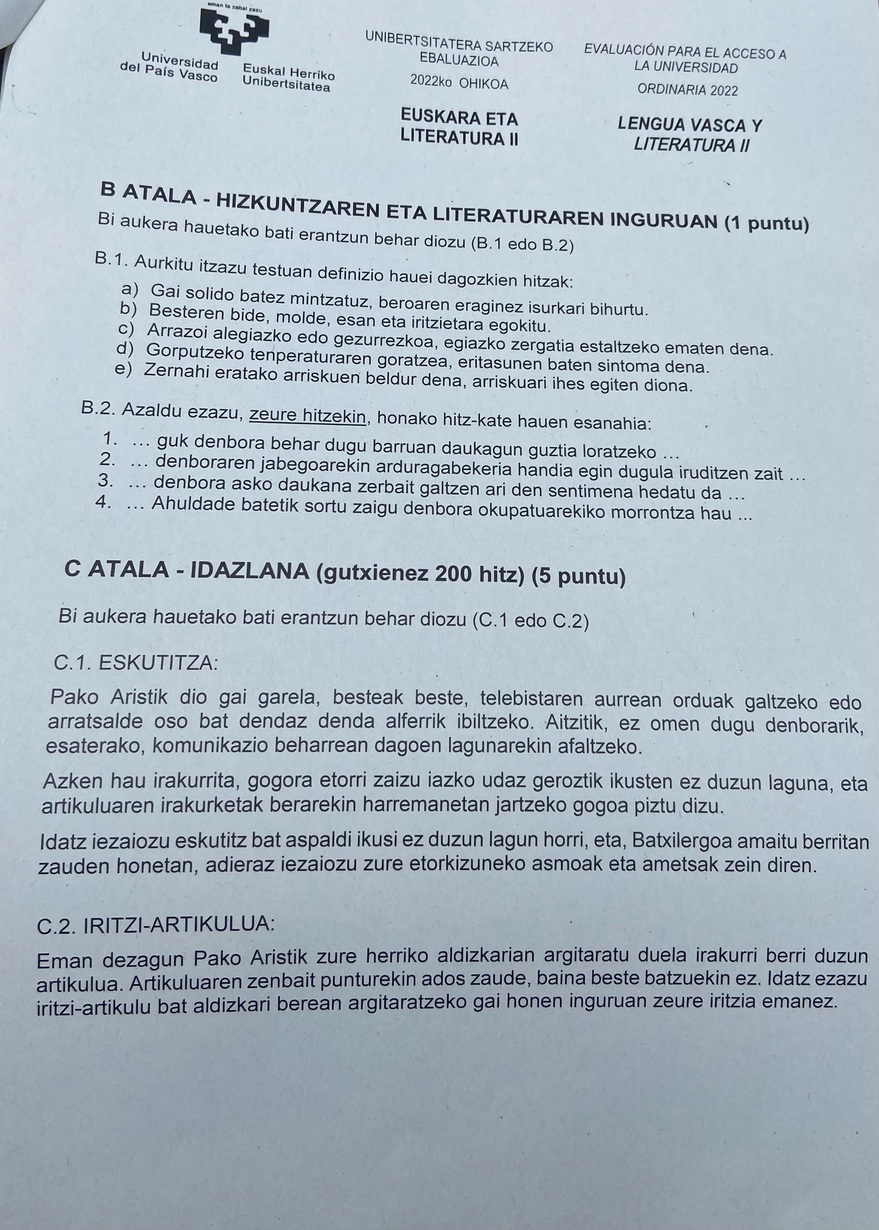 eman ta zabal zazu
Universidad
del País Vasco
Euskal Herriko
Unibertsitatea
UNIBERTSITATERA SARTZEKO
EBALUAZIOA
2022ko OHIKOA
EUSKARA ETA
LITERATURA II
EVALUACIÓN PARA EL ACCESO A
LA UNIVERSIDAD
ORDINARIA 2022
LENGUA VASCA Y
LITERATURA II
B ATALA - HIZKUNTZAREN ETA LITERATURAREN INGURUAN (1 puntu)
Bi aukera hauetako bati erantzun behar diozu (B.1 edo B.2)
B.1. Aurkitu itzazu testuan definizio hauei dagozkien hitzak:
a) Gai solido batez mintzatuz, beroaren eraginez isurkari bihurtu.
b) Besteren bide, molde, esan eta iritzietara egokitu.
c) Arrazoi alegiazko edo gezurrezkoa, egiazko zergatia estaltzeko ematen dena.
d) Gorputzeko tenperaturaren goratzea, eritasunen baten sintoma dena.
e) Zernahi eratako arriskuen beldur dena, arriskuari ihes egiten diona.
B.2. Azaldu ezazu, zeure hitzekin, honako hitz-kate hauen esanahia:
1. ... guk denbora behar dugu barruan daukagun guztia loratzeko ...
2. ... denboraren jabegoarekin arduragabekeria handia egin dugula iruditzen zait ...
3. ... denbora asko daukana zerbait galtzen ari den sentimena hedatu da ...
4. ... Ahuldade batetik sortu zaigu denbora okupatuarekiko morrontza hau ...
C ATALA - IDAZLANA (gutxienez 200 hitz) (5 puntu)
Bi aukera hauetako bati erantzun behar diozu (C.1 edo C.2)
C.1. ESKUTITZA:
Pako Aristik dio gai garela, besteak beste, telebistaren aurrean orduak galtzeko edo
arratsalde oso bat dendaz denda alferrik ibiltzeko. Aitzitik, ez omen dugu denborarik,
esaterako, komunikazio beharrean dagoen lagunarekin afaltzeko.
Azken hau irakurrita, gogora etorri zaizu iazko udaz geroztik ikusten ez duzun laguna, eta
artikuluaren irakurketak berarekin harremanetan jartzeko gogoa piztu dizu.
Idatz iezaiozu eskutitz bat aspaldi ikusi ez duzun lagun horri, eta, Batxilergoa amaitu berritan
zauden honetan, adieraz iezaiozu zure etorkizuneko asmoak eta ametsak zein diren.
C.2. IRITZI-ARTIKULUA:
Eman dezagun Pako Aristik zure herriko aldizkarian argitaratu duela irakurri berri duzun
artikulua. Artikuluaren zenbait punturekin ados zaude, baina beste batzuekin ez. Idatz ezazu
iritzi-artikulu bat aldizkari berean argitaratzeko gai honen inguruan zeure iritzia emanez.